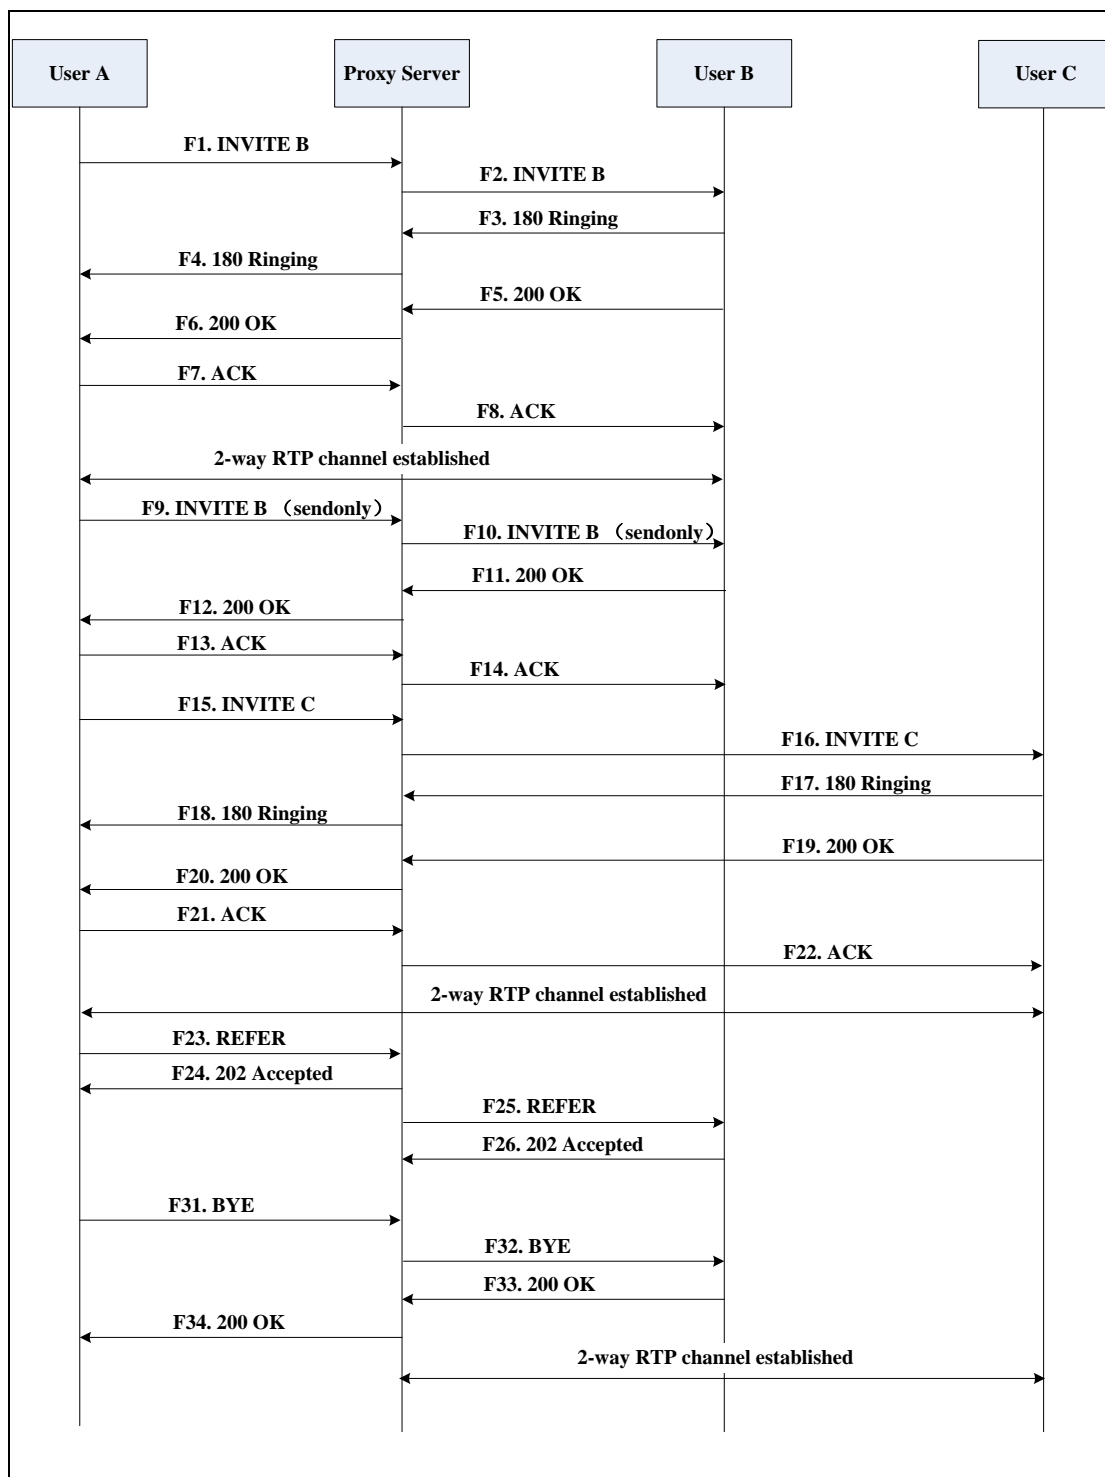 User A
Proxy Server
User B
User C
F1. INVITE B
F2. INVITE B
F3. 180 Ringing
F4. 180 Ringing
F5. 200 OK
F6. 200 OK
F7. ACK
F8. ACK
2-way RTP channel established
F9. INVITE B （sendonly）
F10. INVITE B （sendonly）
F11. 200 OK
F12. 200 OK
F13. ACK
F14. ACK
F15. INVITE C
F16. INVITE C
F17. 180 Ringing
F18. 180 Ringing
F19. 200 OK
F20. 200 OK
F21. ACK
F22. ACK
2-way RTP channel established
F23. REFER
F24. 202 Accepted
F25. REFER
F26. 202 Accepted
F31. BYE
F32. BYE
F33. 200 OK
F34. 200 OK
2-way RTP channel established